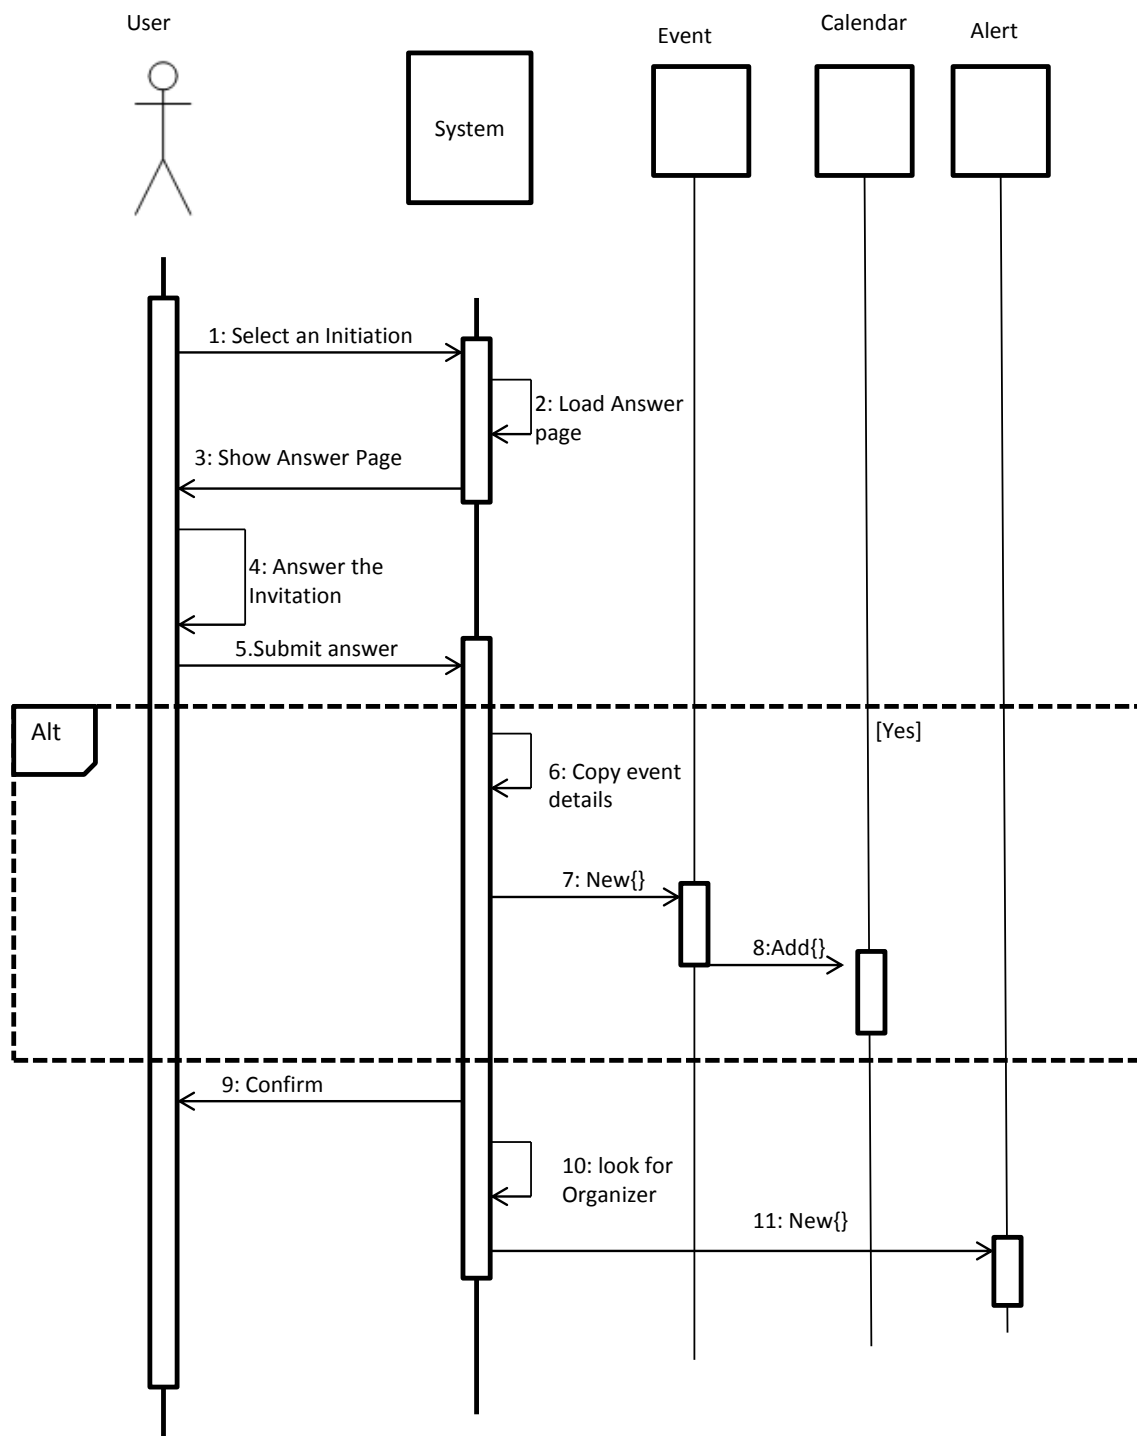 User
Event
Calendar
Alert
System
1: Select an Initiation
2: Load Answer
page
3: Show Answer Page
4: Answer the
Invitation
5.Submit answer
Alt
[Yes]
6: Copy event
details
7: New{}
8:Add{}
9: Confirm
10: look for
Organizer
11: New{}